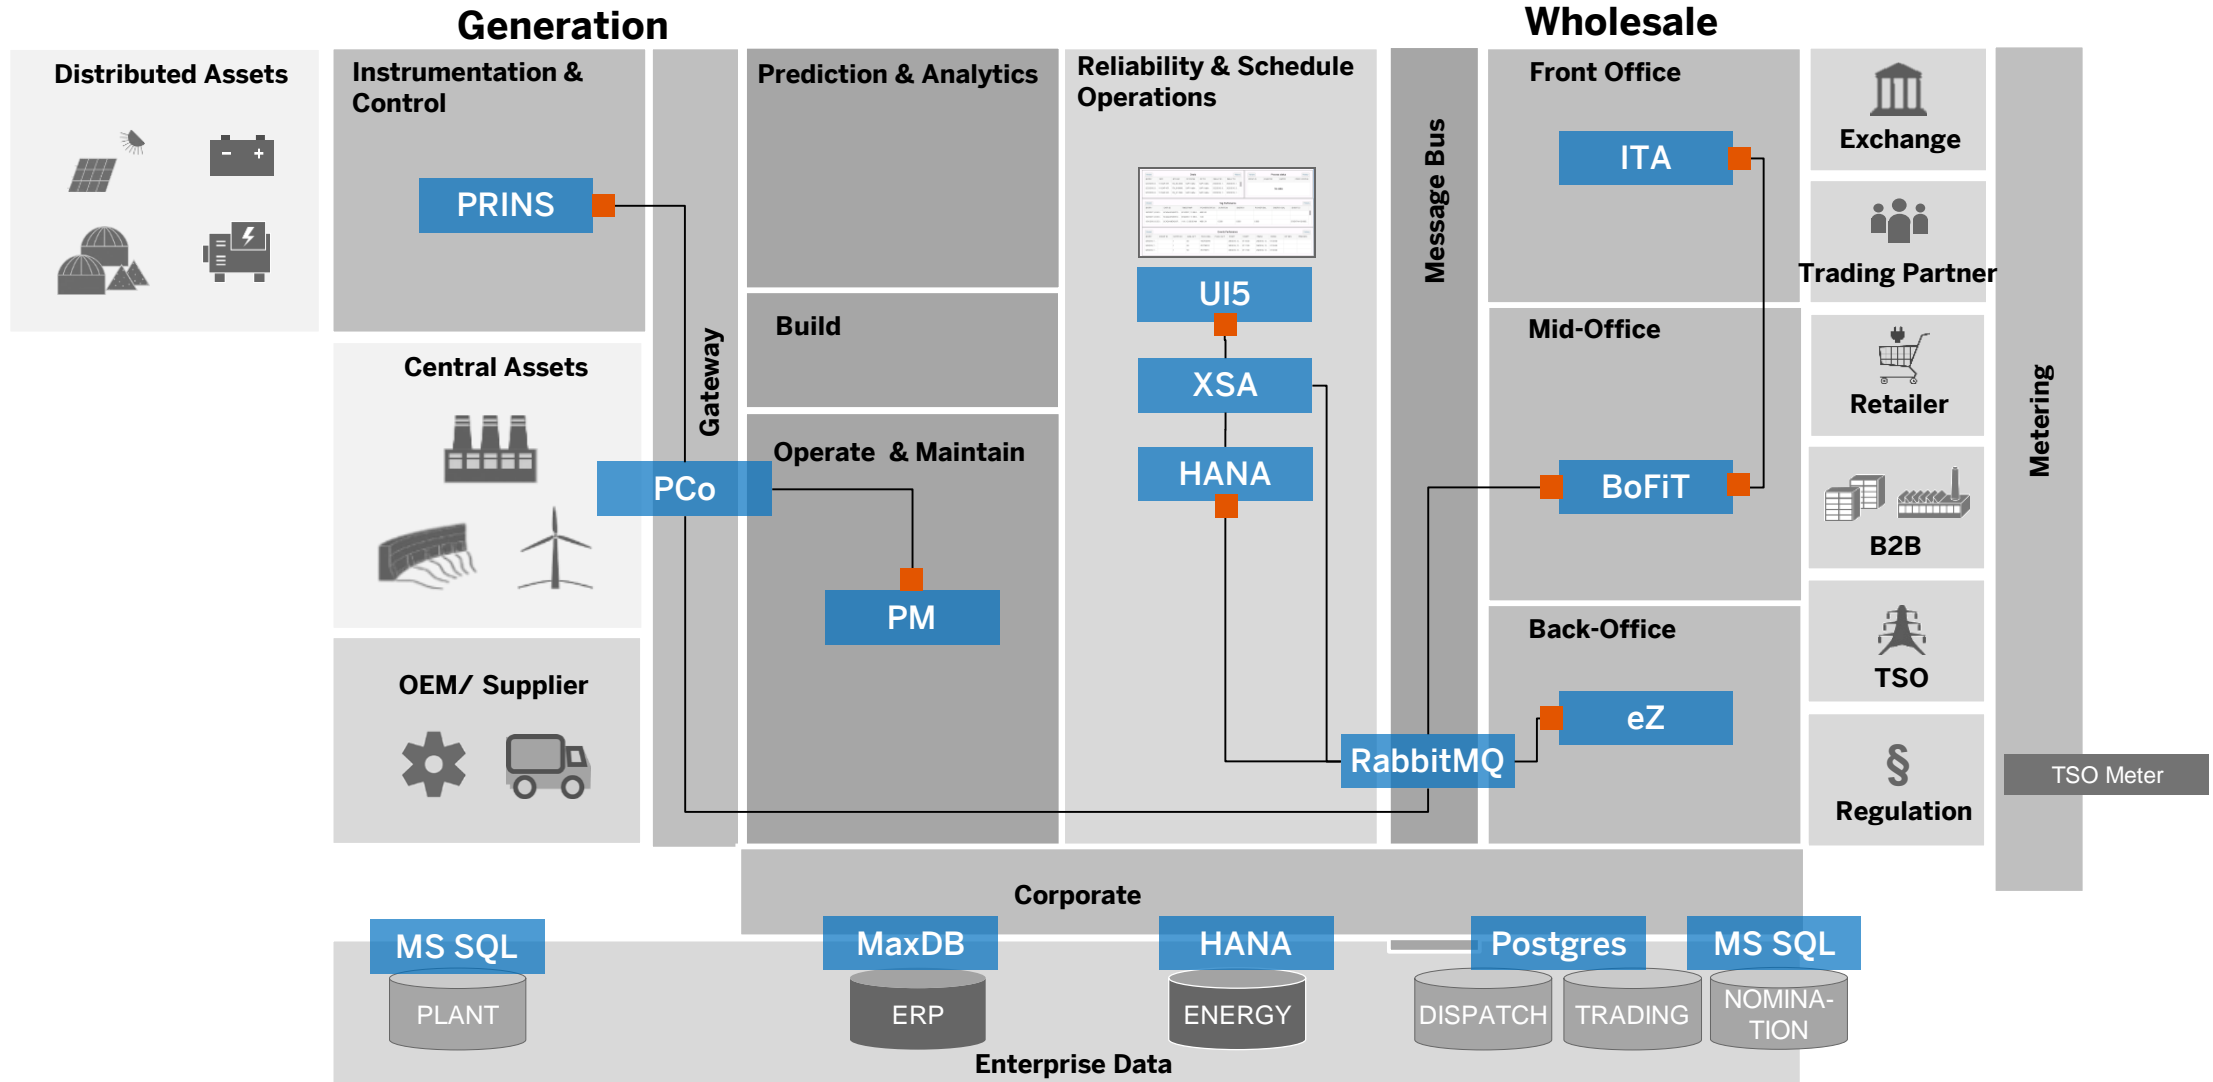 Generation
Wholesale
Distributed Assets
Instrumentation &
Control
PRINS
Central Assets
OEM/ Supplier
Gateway
PCo
Prediction & Analytics
Build
Operate & Maintain
PM
Reliability & Schedule
Operations
UI5
XSA
HANA
Message Bus
RabbitMQ
Front Office
ITA
Mid-Office
BoFiT
Back-Office
eZ
Exchange
Trading Partner
Retailer
B2B
TSO
§
Regulation
Metering
TSO Meter
Corporate
MS SQL
MaxDB
HANA
Postgres
MS SQL
PLANT
ERP
ENERGY
DISPATCH
TRADING
NOMINA-
TION
Enterprise Data